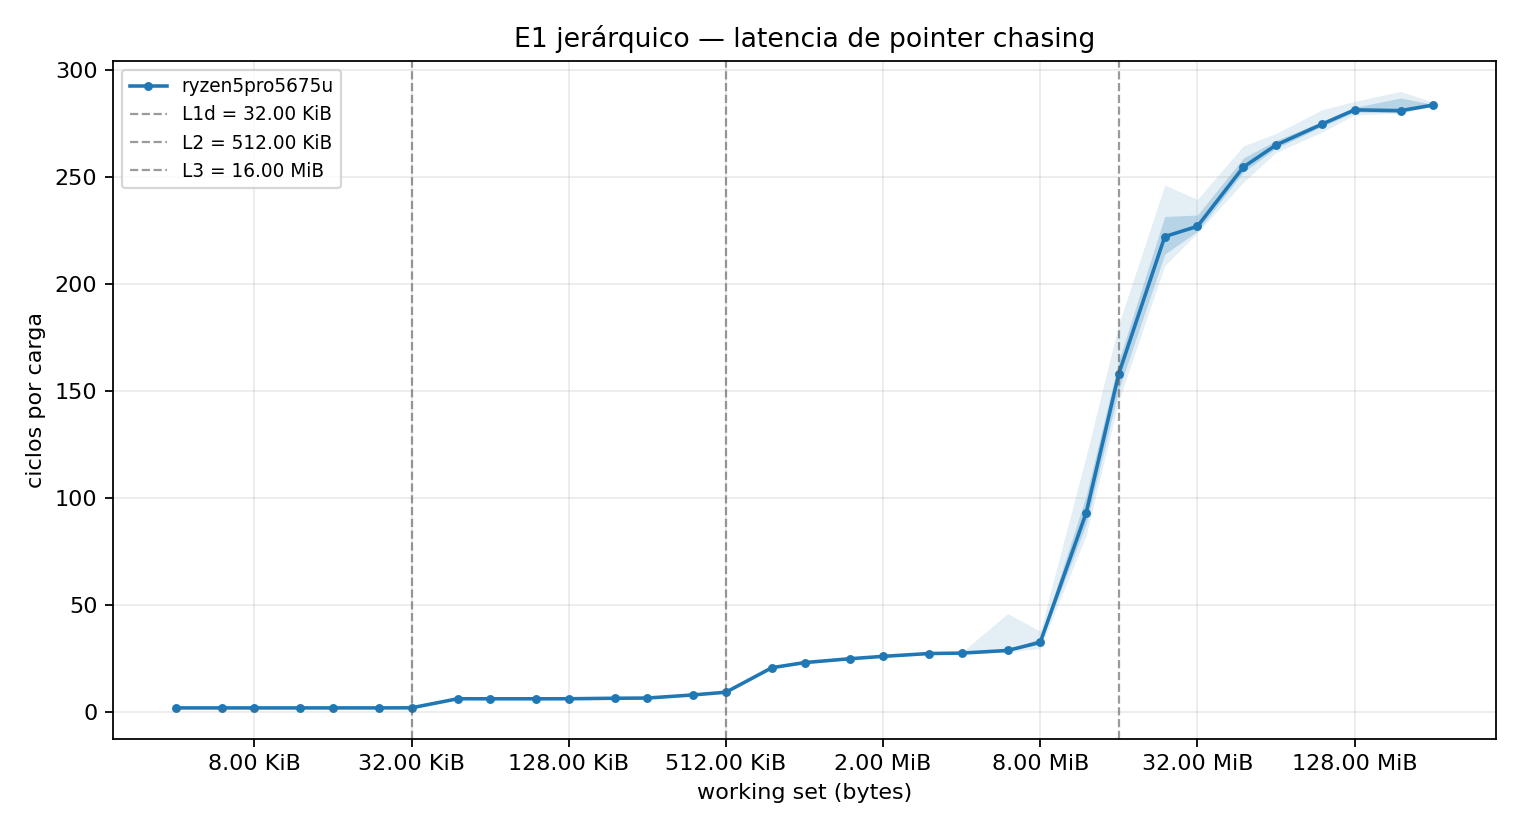 E1 jerárquico — latencia de pointer chasing
ryzen5pro5675u
L1d = 32.00 KiB
L2 = 512.00 KiB
L3 = 16.00 MiB
ciclos por carga
300
250
200
150
100
50
0
8.00 KiB
32.00 KiB
128.00 KiB
512.00 KiB
2.00 MiB
8.00 MiB
32.00 MiB
128.00 MiB
working set (bytes)